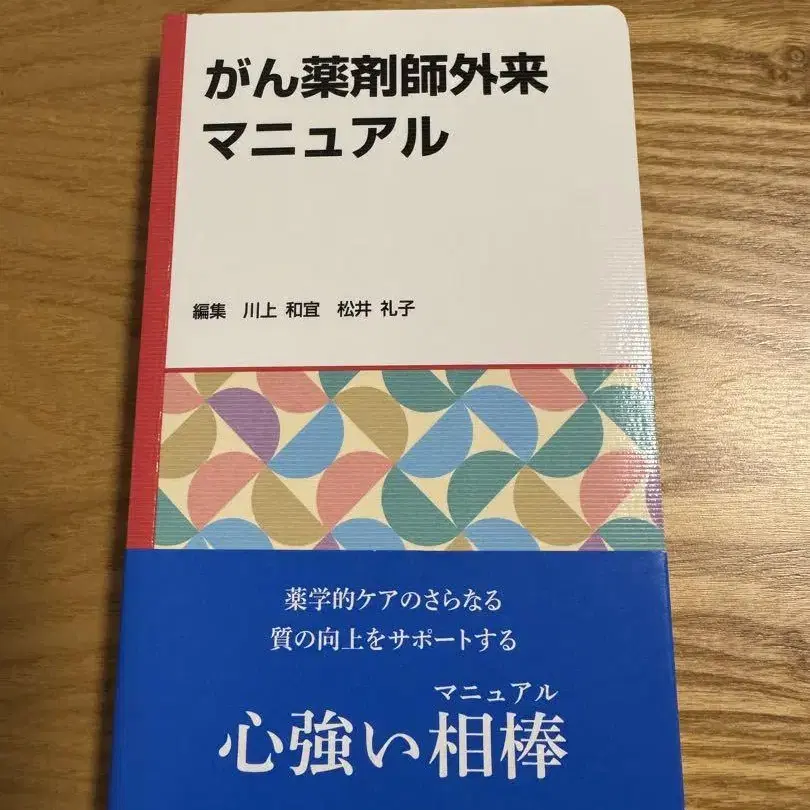 がん薬剤師外来
マニュアル
編集 川上 和宜 松井 礼子
薬学的ケアのさらなる
質の向上をサポートする
マニュアル
心強い相棒